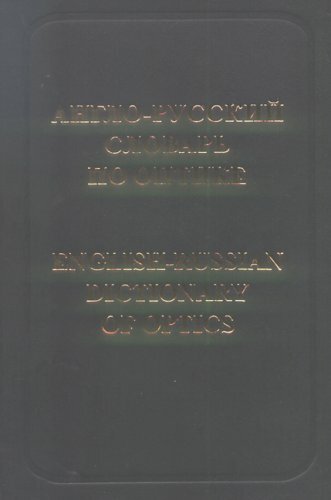 АНГЛО-РУССКИЙ
СЛОВАРЬ
ПО ОПТИКЕ
ENGLISH-RUSSIAN
DICTIONARY
OF OPTICS